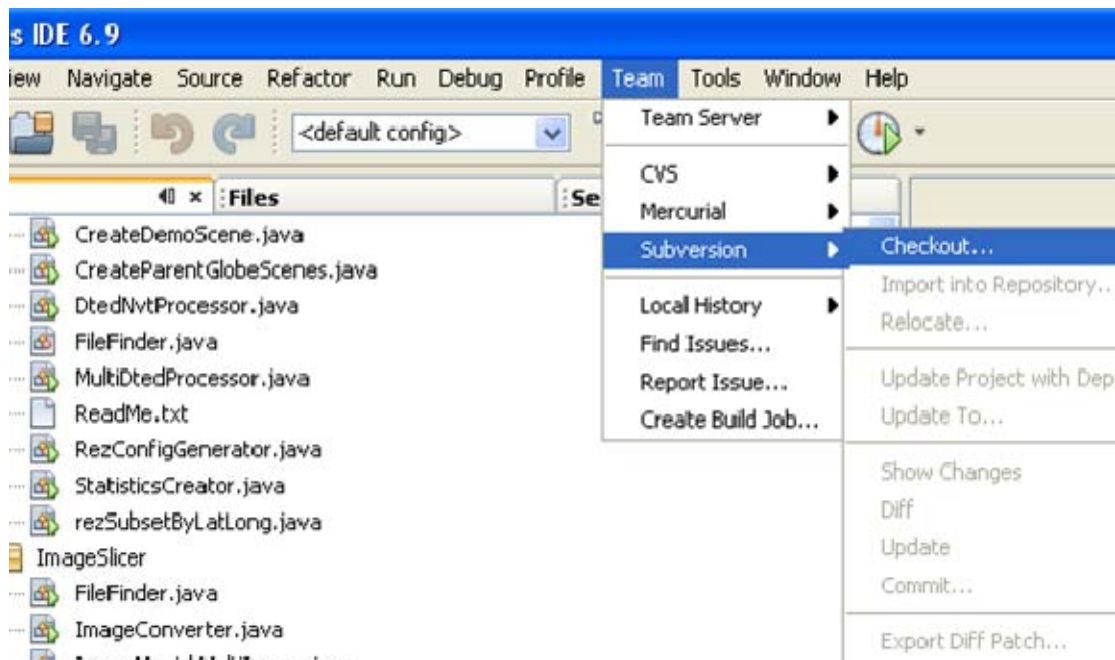 s IDE 6.9
iew Navigate Source Refactor Run Debug Profile Team Tools Window Help
<default config>
Files
Se
CreateDemoScene.java
CreateParentGlobeScenes.java
DtedNvtProcessor.java
FileFinder.java
MultiDtedProcessor.java
ReadMe.txt
RezConfigGenerator.java
StatisticsCreator.java
rezSubsetByLatLong.java
ImageSlicer
FileFinder.java
ImageConverter.java
Team Server
CVS
Mercurial
Subversion
Local History
Find Issues...
Report Issue...
Create Build Job...
Checkout...
Import into Repository..
Relocate...
Update Project with Dep
Update To...
Show Changes
Diff
Update
Commit...
Export Diff Patch...